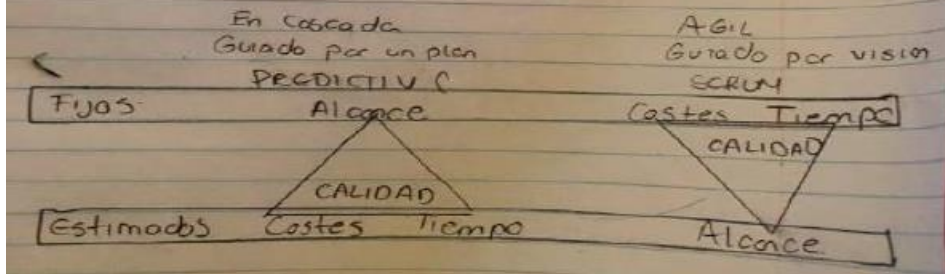 En Cascada
Guiado por un plan
PREDICTIVO
AGIL
Guiado por vision
SCRUM
Fijos Alcance Costes Tiempo
CALIDAD
CALIDAD
Estimados Costes Tiempo Alcance